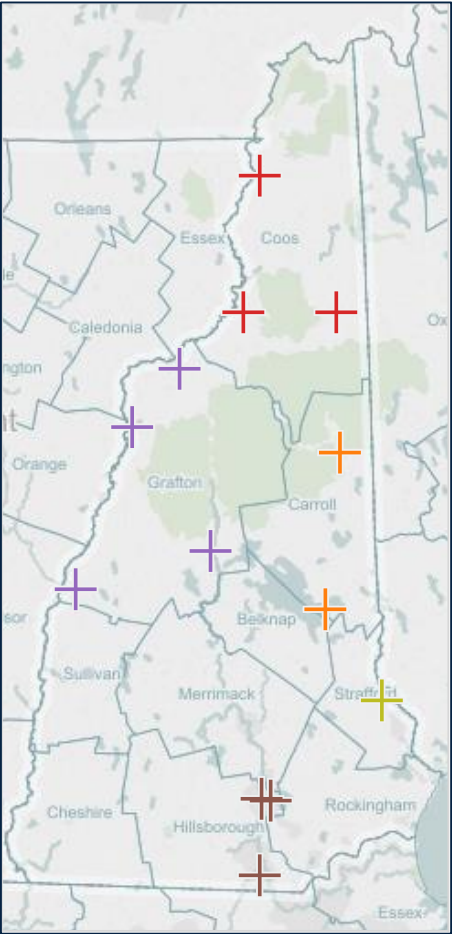 Orleans
Essex
Coos
le
Caledonia
Ox
ngton
nt
Orange
Grafton
Carroll
sor
Belknap
Sullivan
Merrimack
Strafford
Cheshire
Rockingham
Hillsborough
Essex